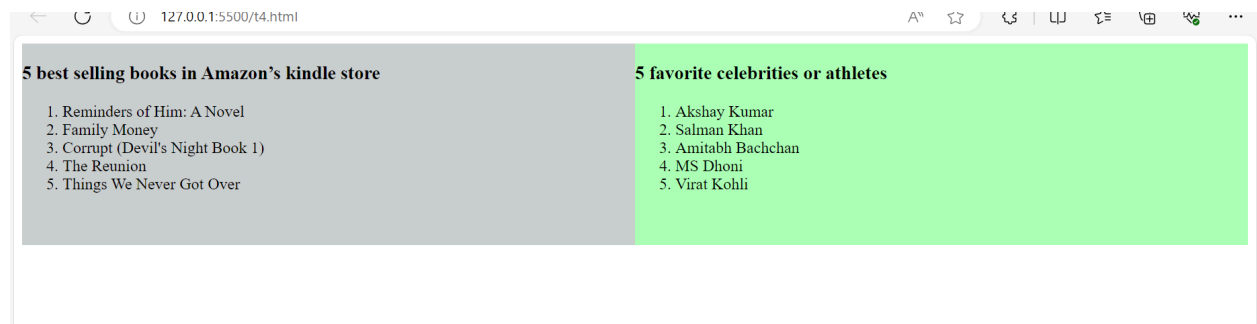 127.0.0.1:5500/t4.html
5 best selling books in Amazon’s kindle store
1. Reminders of Him: A Novel
2. Family Money
3. Corrupt (Devil's Night Book 1)
4. The Reunion
5. Things We Never Got Over
5 favorite celebrities or athletes
1. Akshay Kumar
2. Salman Khan
3. Amitabh Bachchan
4. MS Dhoni
5. Virat Kohli